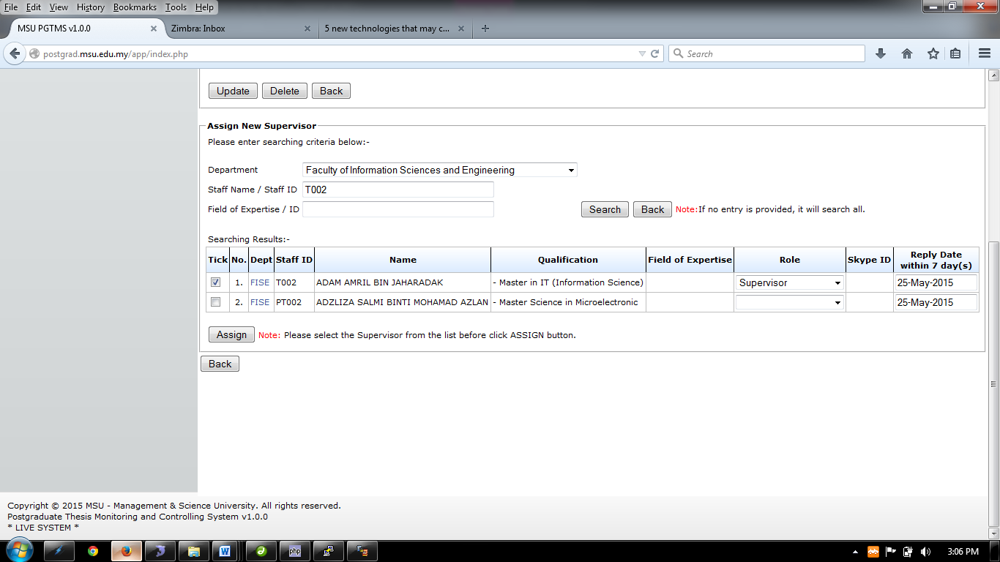 File Edit View History Bookmarks Tools Help
MSU PGTMS v1.0.0
Zimbra: Inbox
5 new technologies that may c...
postgrad.msu.edu.my/app/index.php
Search
Update Delete Back
Assign New Supervisor
Please enter searching criteria below:-
Department Faculty of Information Sciences and Engineering
Staff Name / Staff ID T002
Field of Expertise / ID Search Back Note:If no entry is provided, it will search all.
Searching Results:-
Tick No. Dept Staff ID Name Qualification Field of Expertise Role Skype ID Reply Date
within 7 day(s)
1. FISE T002 ADAM AMRIL BIN JAHARADAK - Master in IT (Information Science) Supervisor 25-May-2015
2. FISE PT002 ADZLIZA SALMI BINTI MOHAMAD AZLAN - Master Science in Microelectronic 25-May-2015
Assign Note: Please select the Supervisor from the list before click ASSIGN button.
Back
Copyright © 2015 MSU - Management & Science University. All rights reserved.
Postgraduate Thesis Monitoring and Controlling System v1.0.0
* LIVE SYSTEM *
php
3:06 PM